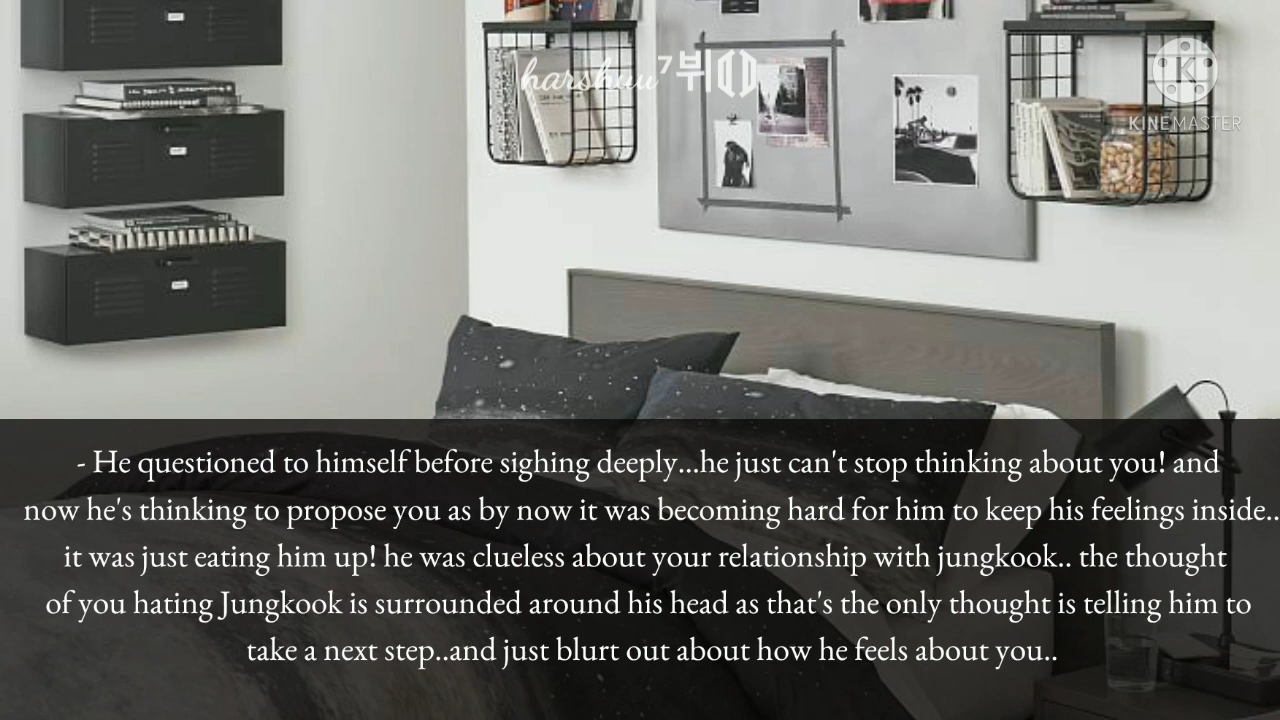 harshuu⁷뷔
KINEMASTER
- He questioned to himself before sighing deeply...he just can't stop thinking about you! and
now he's thinking to propose you as by now it was becoming hard for him to keep his feelings inside..
it was just eating him up! he was clueless about your relationship with jungkook.. the thought
of you hating Jungkook is surrounded around his head as that's the only thought is telling him to
take a next step..and just blurt out about how he feels about you..